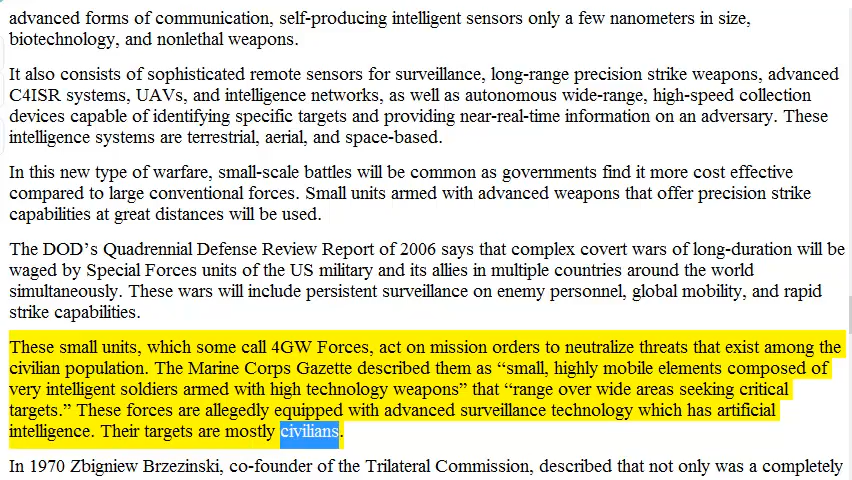 advanced forms of communication, self-producing intelligent sensors only a few nanometers in size,
biotechnology, and nonlethal weapons.
It also consists of sophisticated remote sensors for surveillance, long-range precision strike weapons, advanced
C4ISR systems, UAVs, and intelligence networks, as well as autonomous wide-range, high-speed collection
devices capable of identifying specific targets and providing near-real-time information on an adversary. These
intelligence systems are terrestrial, aerial, and space-based.
In this new type of warfare, small-scale battles will be common as governments find it more cost effective
compared to large conventional forces. Small units armed with advanced weapons that offer precision strike
capabilities at great distances will be used.
The DOD’s Quadrennial Defense Review Report of 2006 says that complex covert wars of long-duration will be
waged by Special Forces units of the US military and its allies in multiple countries around the world
simultaneously. These wars will include persistent surveillance on enemy personnel, global mobility, and rapid
strike capabilities.
These small units, which some call 4GW Forces, act on mission orders to neutralize threats that exist among the
civilian population. The Marine Corps Gazette described them as “small, highly mobile elements composed of
very intelligent soldiers armed with high technology weapons” that “range over wide areas seeking critical
targets.” These forces are allegedly equipped with advanced surveillance technology which has artificial
intelligence. Their targets are mostly civilians.
In 1970 Zbigniew Brzezinski, co-founder of the Trilateral Commission, described that not only was a completely